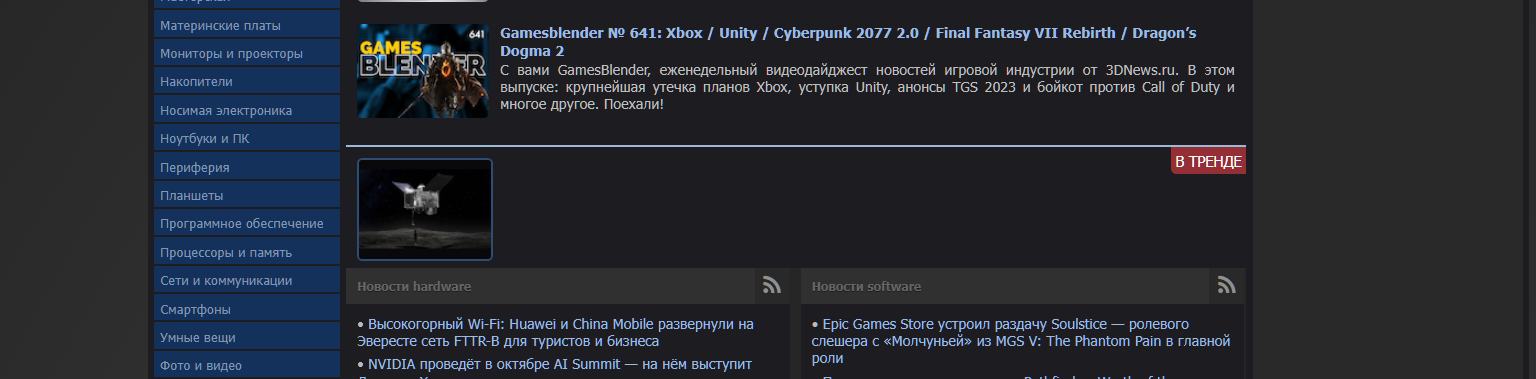 Материнские платы
Мониторы и проекторы
Накопители
Носимая электроника
Ноутбуки и ПК
Периферия
Планшеты
Программное обеспечение
Процессоры и память
Сети и коммуникации
Смартфоны
Умные вещи
Фото и видео
641
GAMES
BLENDER
Gamesblender № 641: Xbox / Unity / Cyberpunk 2077 2.0 / Final Fantasy VII Rebirth / Dragon’s
Dogma 2
С вами GamesBlender, еженедельный видеодайджест новостей игровой индустрии от 3DNews.ru. В этом
выпуске: крупнейшая утечка планов Xbox, уступка Unity, анонсы TGS 2023 и бойкот против Call of Duty и
многое другое. Поехали!
В ТРЕНДЕ
Новости hardware
• Высокогорный Wi-Fi: Huawei и China Mobile развернули на
Эвересте сеть FTTR-B для туристов и бизнеса
• NVIDIA проведёт в октябре AI Summit — на нём выступит
Новости software
• Epic Games Store устроил раздачу Soulstice — ролевого
слешера с «Молчуньей» из MGS V: The Phantom Pain в главной
роли